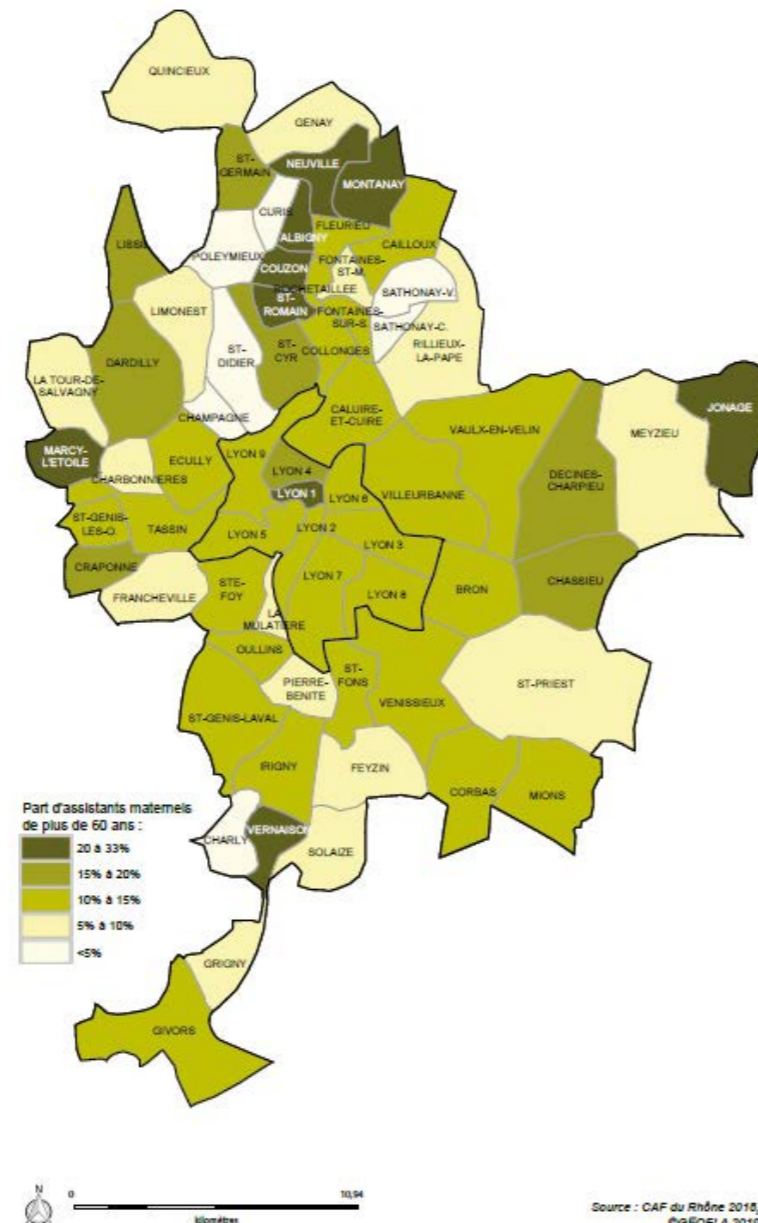 QUINCIEUX
GENAY
ST-
GERMAIN
NEUVILLE
MONTANAY
CURIS
ALBIGNY
FLEURIEU
CAILLOUX
POLEYMIEUX
COUZON
FONTAINES-
ST-M.
ROCHETAILLEE
SATHONAY-V.
LIMONEST
ST-
ROMAIN
FONTAINES-
SUR-S.
SATHONAY-C.
RILLIEUX-
LA-PAPE
DARDILLY
ST-
DIDIER
ST-
CYR
COLLONGES
LA TOUR-DE-
SALVAGNY
CHAMPAGNE
CALUIRE-
ET-CUIRE
VAULX-EN-VELIN
MEYZIEU
JONAGE
MARCY-
L'ETOILE
CHARBONNIERES
ECULLY
LYON 9
LYON 4
LYON 1
LYON 6
VILLEURBANNE
DECINES-
CHARPIEU
ST-GENIS-
LES-O.
TASSIN
LYON 5
LYON 2
LYON 3
CRAPONNE
FRANCHEVILLE
STE-
FOY
LA
MULATIERE
LYON 7
LYON 8
BRON
CHASSIEU
OULLINS
PIERRE-
BENITE
ST-
FONS
VENISSIEUX
ST-PRIEST
ST-GENIS-LAVAL
IRIGNY
FEYZIN
CORBAS
MIONS
CHARLY
VERNAISON
SOLAIZE
GRIGNY
GIVORS
Part d'assistants maternels
de plus de 60 ans :
20 à 33%
15% à 20%
10% à 15%
5% à 10%
<5%
N
0
10,94
kilomètres
Source : CAF du Rhône 2018,